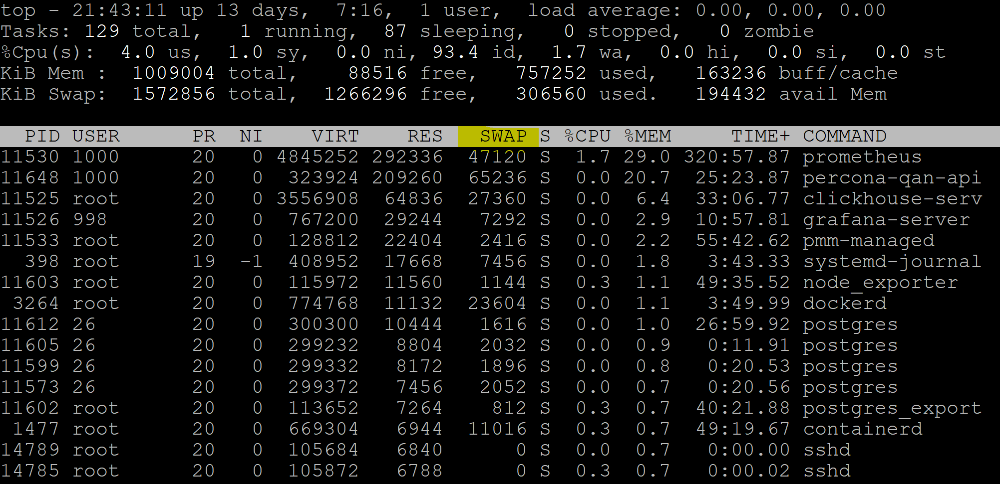 top - 21:43:11 up 13 days,  7:16,  1 user,  load average: 0.00, 0.00, 0.00
Tasks: 129 total,   1 running,  87 sleeping,   0 stopped,   0 zombie
%Cpu(s):  4.0 us,  1.0 sy,  0.0 ni, 93.4 id,  1.7 wa,  0.0 hi,  0.0 si,  0.0 st
KiB Mem :  1009004 total,    88516 free,   757252 used,   163236 buff/cache
KiB Swap:  1572856 total,  1266296 free,   306560 used.   194432 avail Mem
  PID USER      PR  NI    VIRT    RES   SWAP S %CPU %MEM     TIME+ COMMAND
11530 1000      20   0 4845252 292336  47120 S  1.7 29.0 320:57.87 prometheus
11648 1000      20   0  323924 209260  65236 S  0.0 20.7  25:23.87 percona-qan-api
11525 root      20   0 3556908  64836  27360 S  0.0  6.4  33:06.77 clickhouse-serv
11526 998       20   0  767200  29244   7292 S  0.0  2.9  10:57.81 grafana-server
11533 root      20   0  128812  22404   2416 S  0.0  2.2  55:42.62 pmm-managed
  398 root      19  -1  408952  17668   7456 S  0.0  1.8   3:43.33 systemd-journal
11603 root      20   0  115972  11560   1144 S  0.3  1.1  49:35.52 node_exporter
 3264 root      20   0  774768  11132  23604 S  0.0  1.1   3:49.99 dockerd
11612 26        20   0  300300  10444   1616 S  0.0  1.0  26:59.92 postgres
11605 26        20   0  299232   8804   2032 S  0.0  0.9   0:11.91 postgres
11599 26        20   0  299332   8172   1896 S  0.0  0.8   0:20.53 postgres
11573 26        20   0  299372   7456   2052 S  0.0  0.7   0:20.56 postgres
11602 root      20   0  113652   7264    812 S  0.3  0.7  40:21.88 postgres_export
 1477 root      20   0  669304   6944  11016 S  0.3  0.7  49:19.67 containerd
14789 root      20   0  105684   6840      0 S  0.0  0.7   0:00.00 sshd
14785 root      20   0  105872   6788      0 S  0.3  0.7   0:00.02 sshd